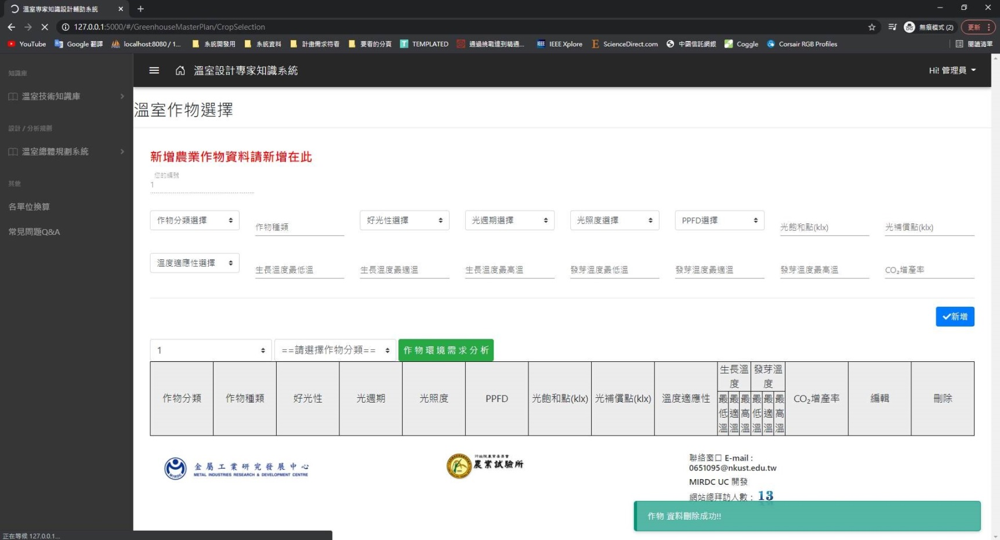 溫室專家知識設計輔助系統
127.0.0.1:5000/#/GreenhouseMasterPlan/CropSelection
無痕模式 (2)
更新
YouTube
Google 翻譯
localhost:8080 / 1...
系統開發用
系統資料
計畫需求待看
要看的分頁
TEMPLATED
通過挑戰達到精通...
IEEE Xplore
ScienceDirect.com
中國信託網銀
Coggle
Corsair RGB Profiles
閱讀清單
知識庫
溫室技術知識庫
設計 / 分析規劃
溫室總體規劃系統
其他
各單位換算
常見問題Q&A
溫室設計專家知識系統
Hi! 管理員
溫室作物選擇
新增農業作物資料請新增在此
您的編號
1
作物分類選擇
作物種類
好光性選擇
光週期選擇
光照度選擇
PPFD選擇
光飽和點(klx)
光補償點(klx)
溫度適應性選擇
生長溫度最低溫
生長溫度最適溫
生長溫度最高溫
發芽溫度最低溫
發芽溫度最適溫
發芽溫度最高溫
CO₂增產率
新增
1
==請選擇作物分類==
作物環境需求分析
作物分類
作物種類
好光性
光週期
光照度
PPFD
光飽和點(klx)
光補償點(klx)
溫度適應性
生長溫度
發芽溫度
最低溫
最適溫
最高溫
最低溫
最適溫
最高溫
CO₂增產率
編輯
刪除
MIRDC
金屬工業研究發展中心
METAL INDUSTRIES RESEARCH & DEVELOPMENT CENTRE
行政院農業委員會
農業試驗所
聯絡窗口 E-mail :
0651095@nkust.edu.tw
MIRDC UC 開發
網站總拜訪人數 : 13
作物 資料刪除成功!!
正在等候 127.0.0.1...